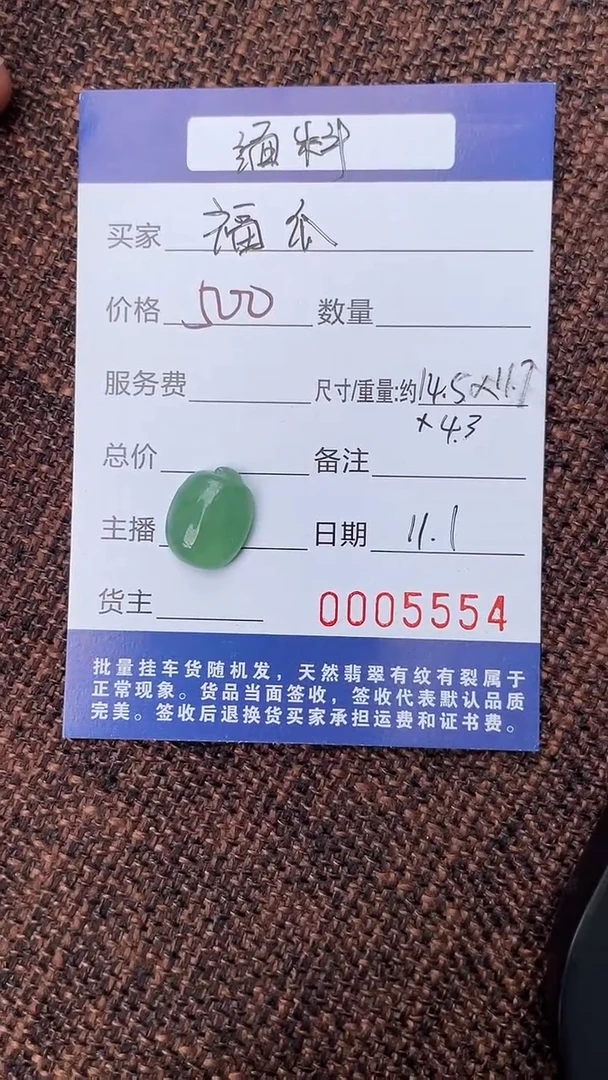 缅料
买家 福瓜
价格 500 数量
服务费 尺寸/重量:约 14.5×11.7
×4.3
总价 备注
主播 日期 11.1
货主 0005554
批量挂车货随机发，天然翡翠有纹有裂属于
正常现象。货品当面签收，签收代表默认品质
完美。签收后退换货买家承担运费和证书费。